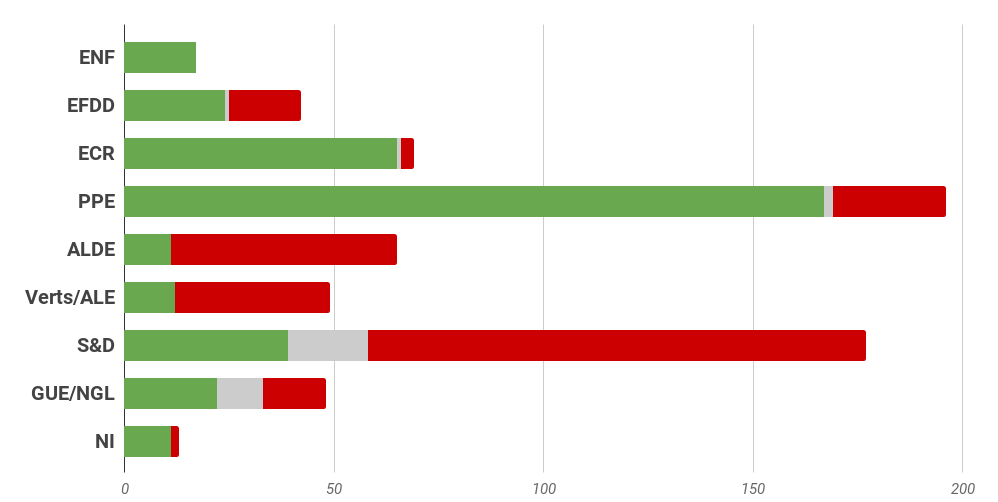 ENF
EFDD
ECR
PPE
ALDE
Verts/ALE
S&D
GUE/NGL
NI
0 50 100 150 200